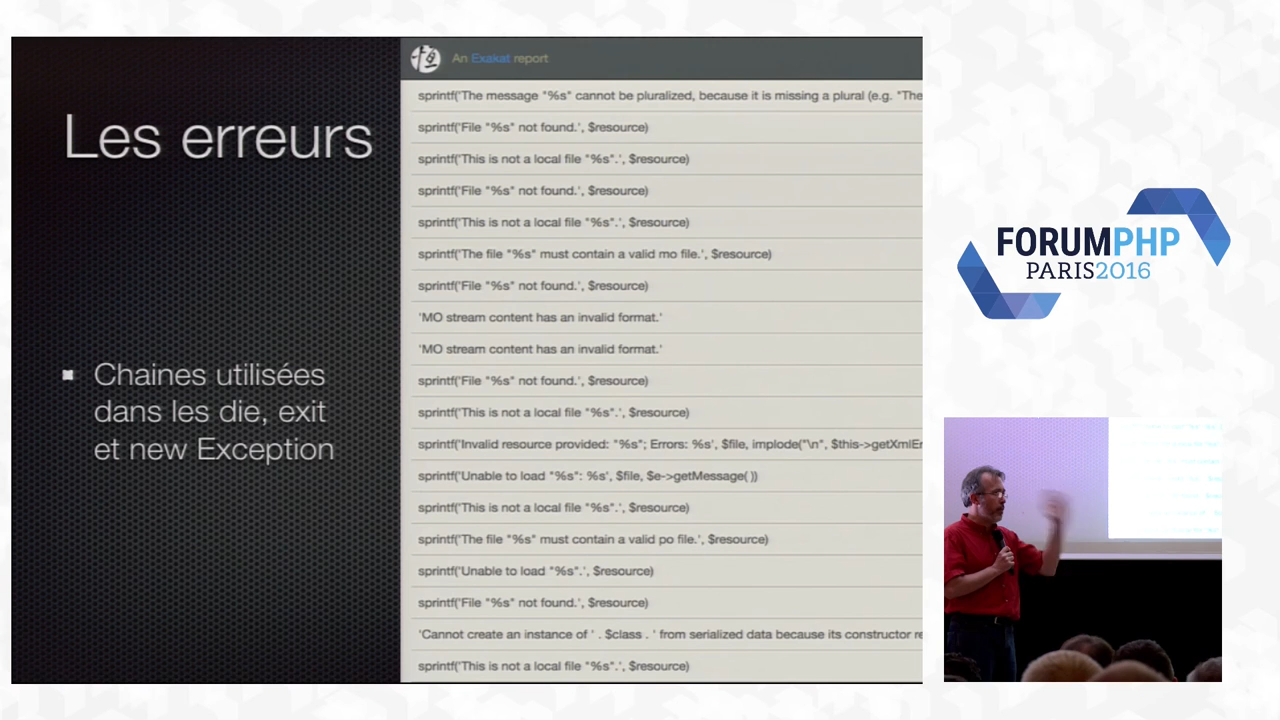 Les erreurs
Chaines utilisées
dans les die, exit
et new Exception
An Exakat report
sprintf('The message "%s" cannot be pluralized, because it is missing a plural (e.g. "The
sprintf('File "%s" not found.', $resource)
sprintf('This is not a local file "%s".', $resource)
sprintf('File "%s" not found.', $resource)
sprintf('This is not a local file "%s".', $resource)
sprintf('The file "%s" must contain a valid mo file.', $resource)
sprintf('File "%s" not found.', $resource)
'MO stream content has an invalid format.'
'MO stream content has an invalid format.'
sprintf('File "%s" not found.', $resource)
sprintf('This is not a local file "%s".', $resource)
sprintf('Invalid resource provided: "%s"; Errors: %s', $file, implode("\n", $this->getXmlEr
sprintf('Unable to load "%s": %s', $file, $e->getMessage( ))
sprintf('This is not a local file "%s".', $resource)
sprintf('The file "%s" must contain a valid po file.', $resource)
sprintf('Unable to load "%s".', $resource)
sprintf('File "%s" not found.', $resource)
'Cannot create an instance of ' . $class . ' from serialized data because its constructor re
sprintf('This is not a local file "%s".', $resource)
FORUMPHP
PARIS2016